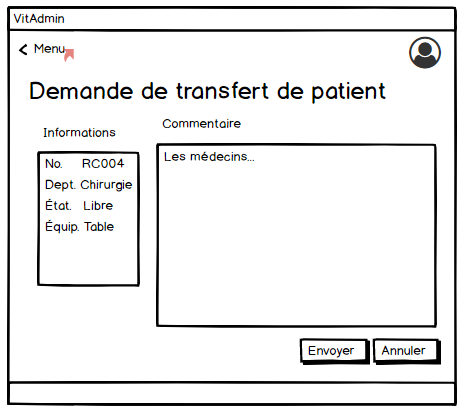 VitAdmin
Menu
Demande de transfert de patient
Informations
No. RC004
Dept. Chirurgie
État. Libre
Équip. Table
Commentaire
Les médecins...
Envoyer
Annuler